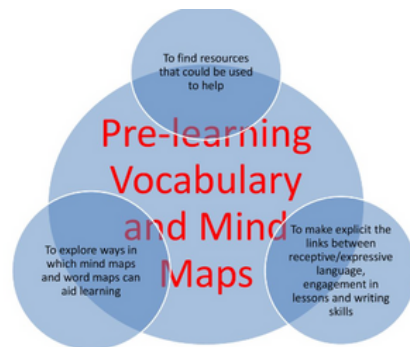 To find resources
that could be used
to help
Pre-learning
Vocabulary
and Mind
Maps
To explore ways in
which mind maps
and word maps can
aid learning
To make explicit the
links between
receptive/expressive
language,
engagement in
lessons and writing
skills